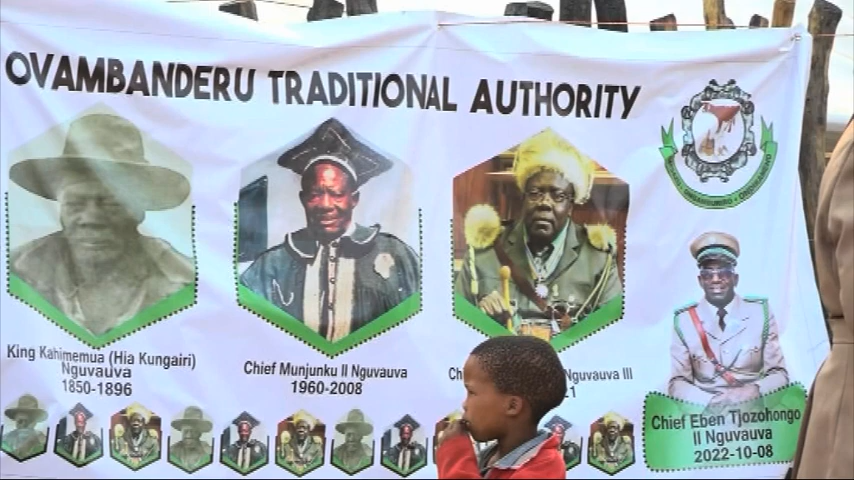 OVAMBANDERU TRADITIONAL AUTHORITY
King Kahimemua (Hia Kungairi)
Nguvauva
1850-1896
Chief Munjunku II Nguvauva
1960-2008
Nguvauva III
Chief Eben Tjozohongo
II Nguvauva
2022-10-08